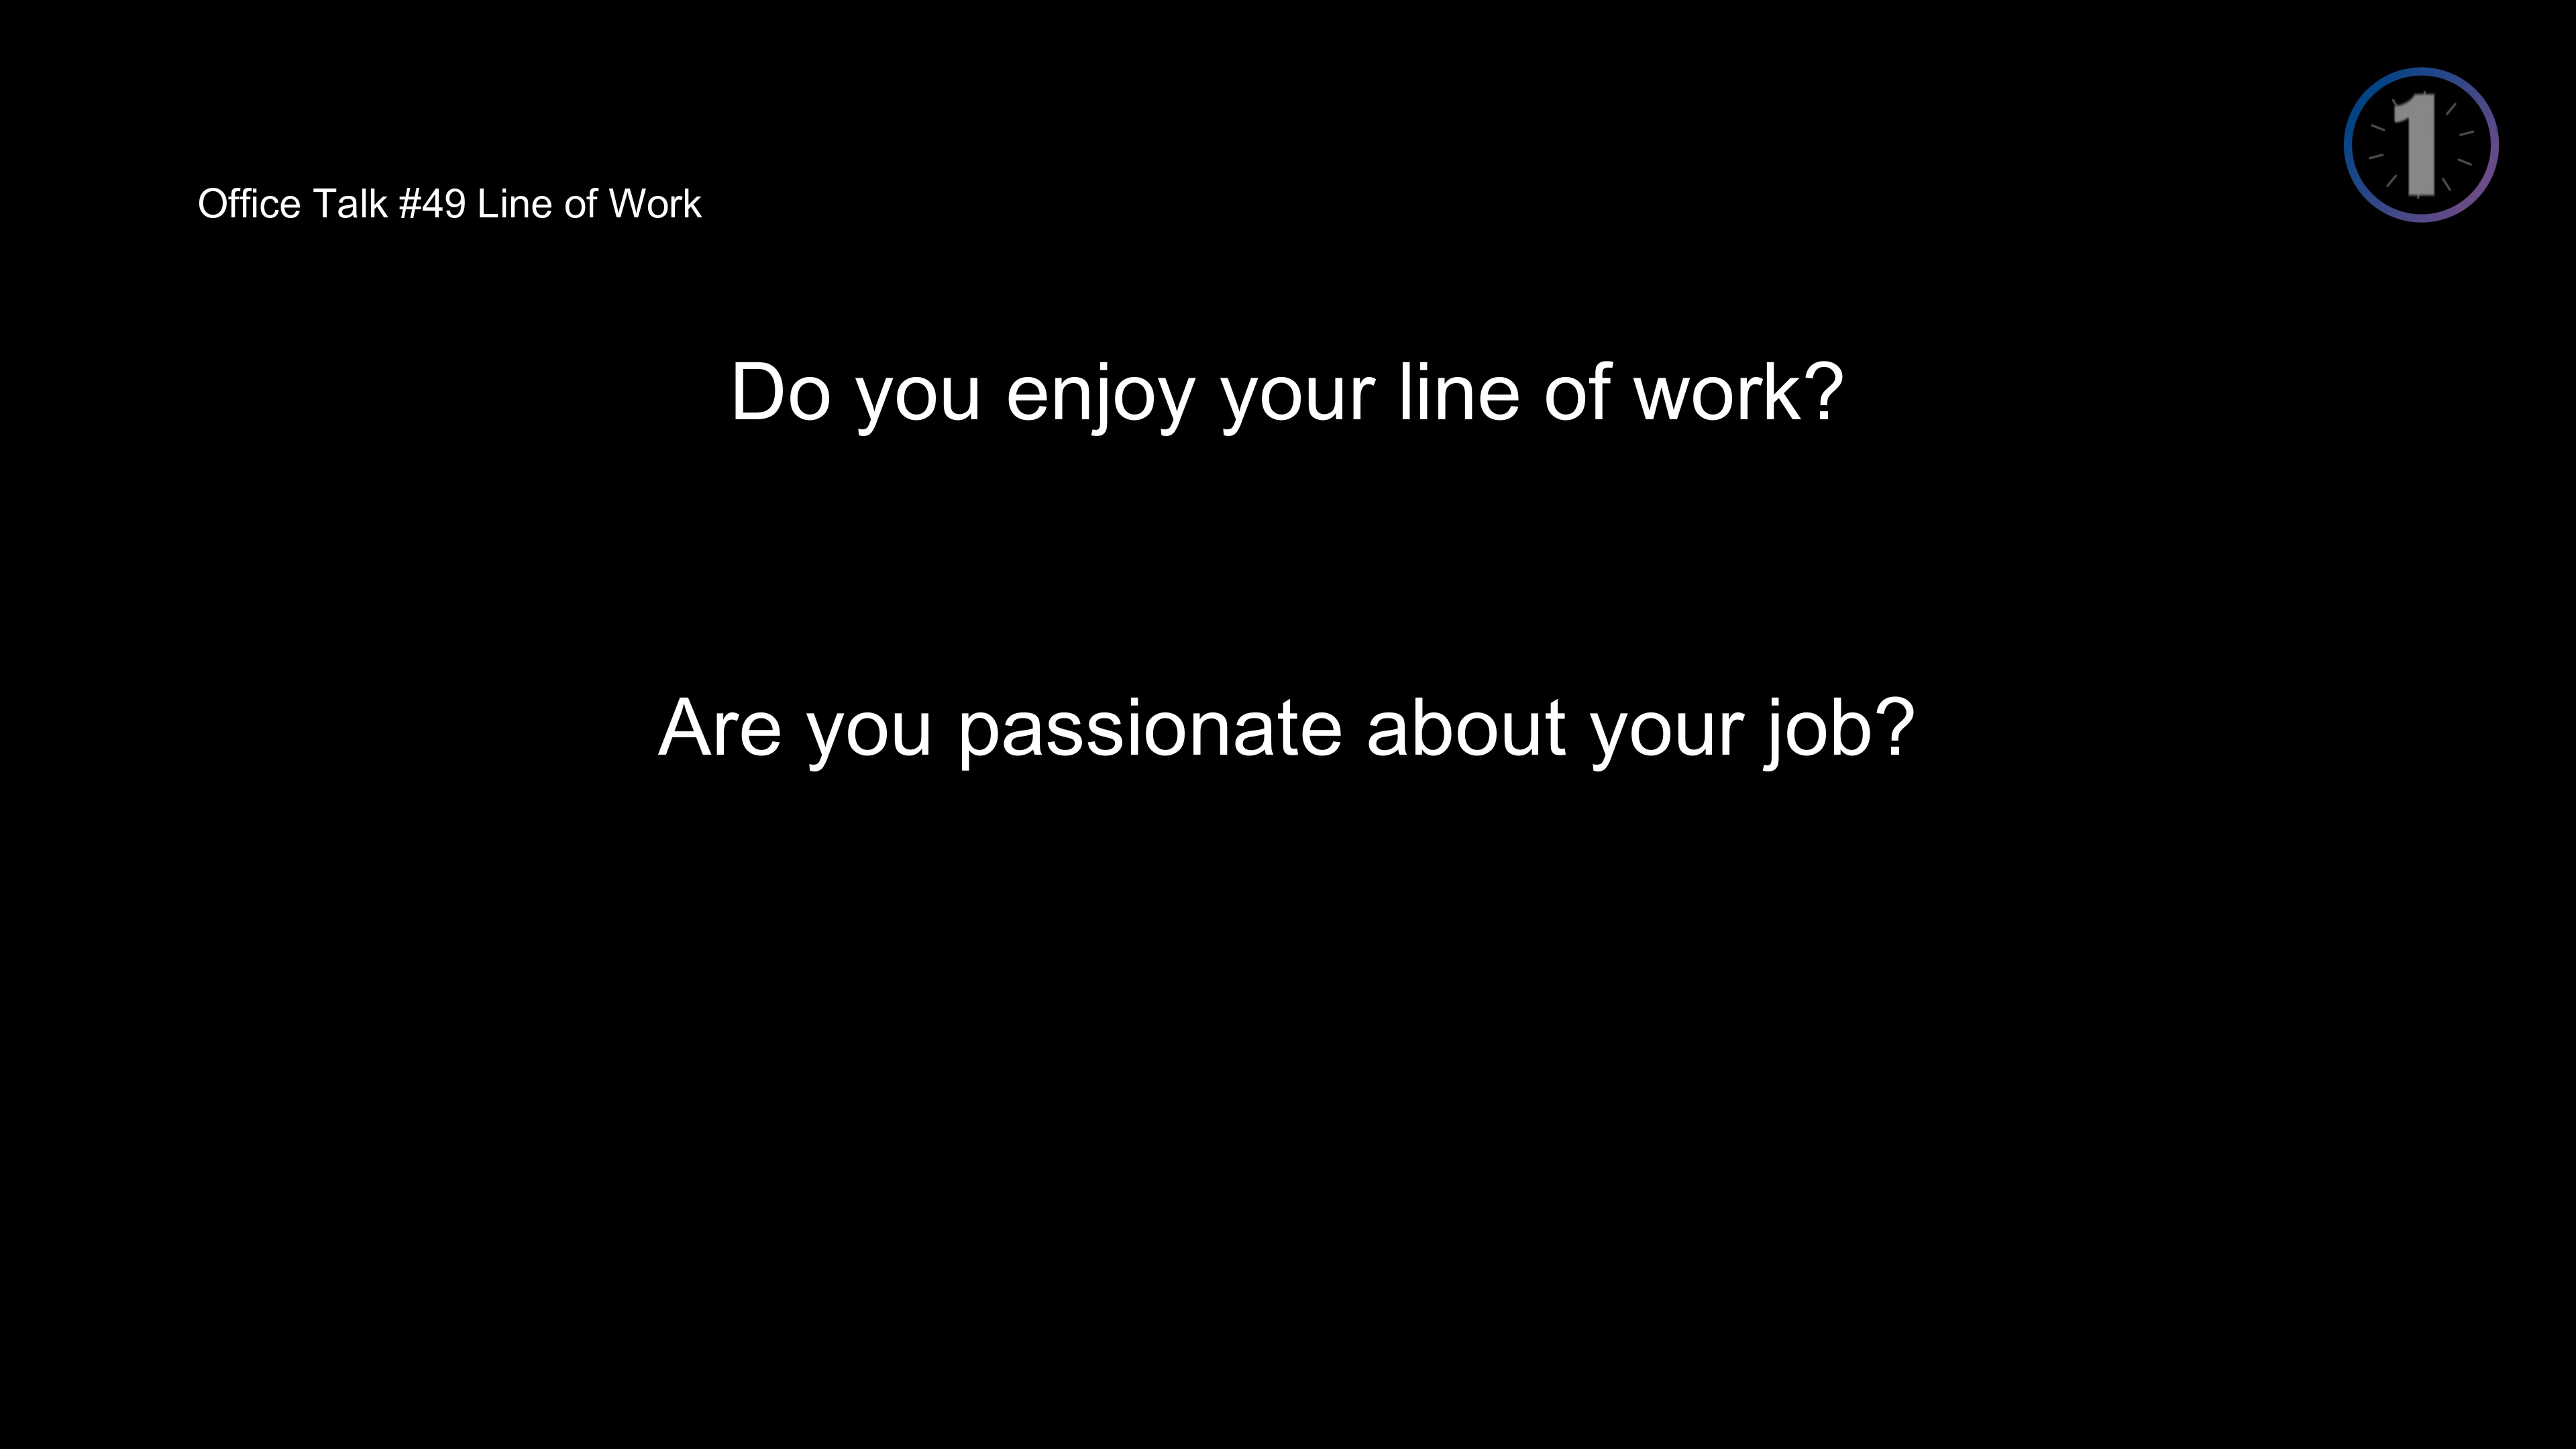 1
Office Talk #49 Line of Work
Do you enjoy your line of work?
Are you passionate about your job?